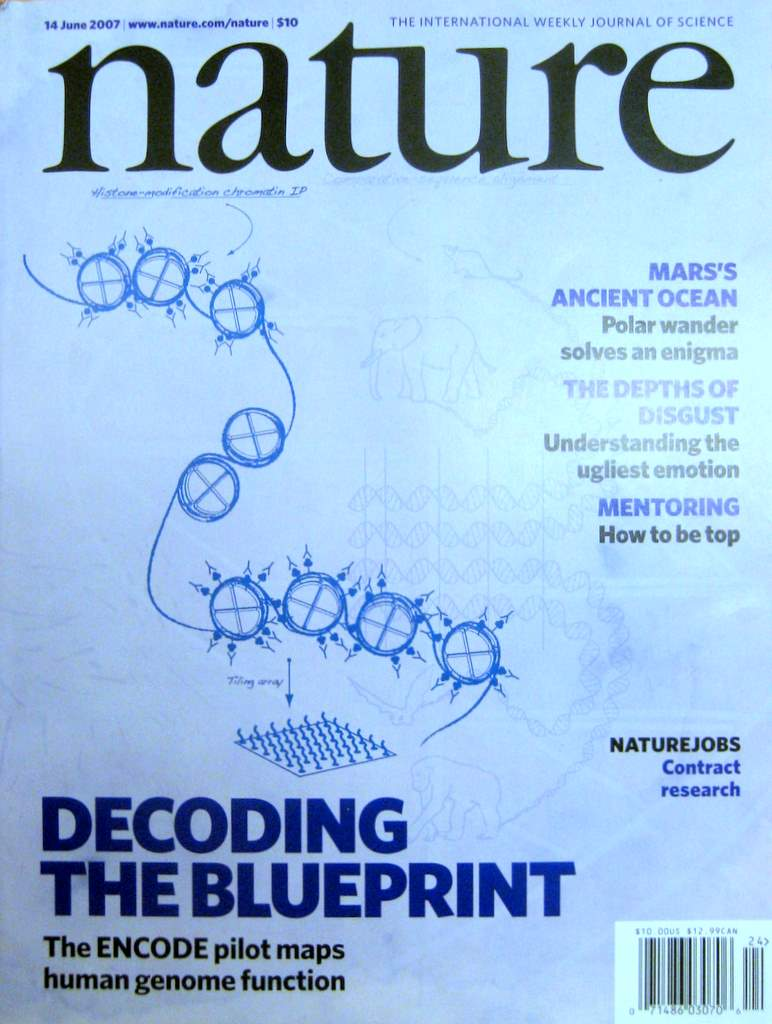 14 June 2007 | www.nature.com/nature | $10
THE INTERNATIONAL WEEKLY JOURNAL OF SCIENCE
nature
Histone-modification chromatin IP
Comparative-sequence alignment
MARS'S
ANCIENT OCEAN
Polar wander
solves an enigma
THE DEPTHS OF
DISGUST
Understanding the
ugliest emotion
MENTORING
How to be top
Tiling array
NATUREJOBS
Contract
research
DECODING
THE BLUEPRINT
The ENCODE pilot maps
human genome function
$10.00US $12.99CAN
24>
0 71486 03070 6